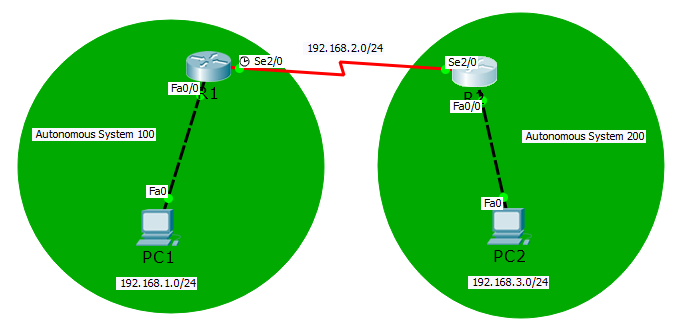 192.168.2.0/24
Se2/0
Se2/0
Fa0/0
R1
Fa0/0
Autonomous System 100
Autonomous System 200
Fa0
Fa0
PC1
PC2
192.168.1.0/24
192.168.3.0/24